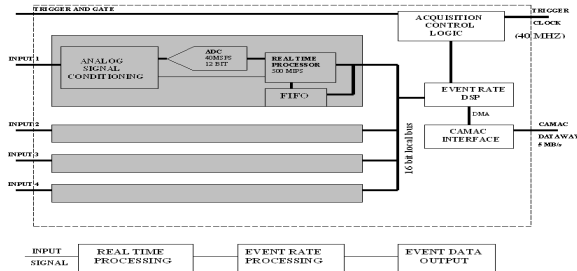 TRIGGER AND GATE
TRIGGER
CLOCK
(40 MHZ)
ACQUISITION
CONTROL
LOGIC
INPUT 1
ANALOG
SIGNAL
CONDITIONING
ADC
40MSPS
12 BIT
REAL TIME
PROCESSOR
500 MIPS
FIFO
EVENT RATE
DSP
DMA
INPUT 2
CAMAC
INTERFACE
CAMAC
DATAWAY
5 MB/s
INPUT 3
INPUT 4
16 bit local bus
INPUT
SIGNAL
REAL TIME
PROCESSING
EVENT RATE
PROCESSING
EVENT DATA
OUTPUT